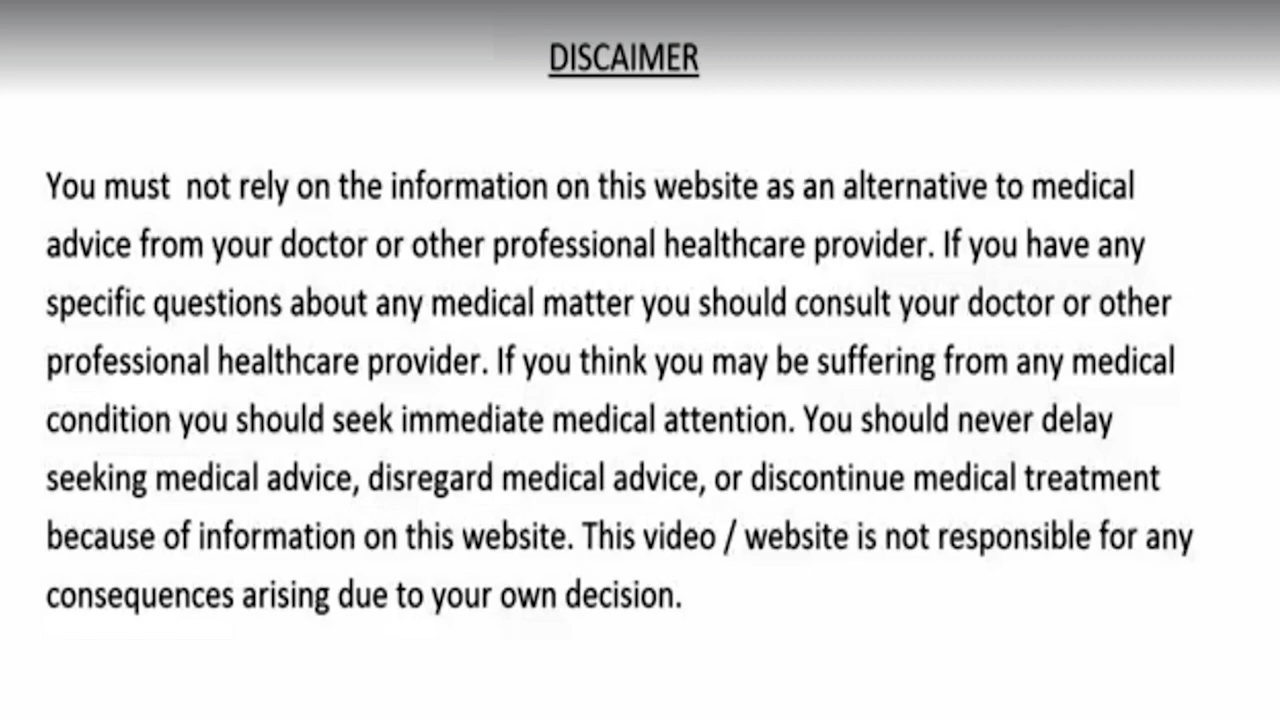 DISCAIMER
You must  not rely on the information on this website as an alternative to medical
advice from your doctor or other professional healthcare provider. If you have any
specific questions about any medical matter you should consult your doctor or other
professional healthcare provider. If you think you may be suffering from any medical
condition you should seek immediate medical attention. You should never delay
seeking medical advice, disregard medical advice, or discontinue medical treatment
because of information on this website. This video / website is not responsible for any
consequences arising due to your own decision.